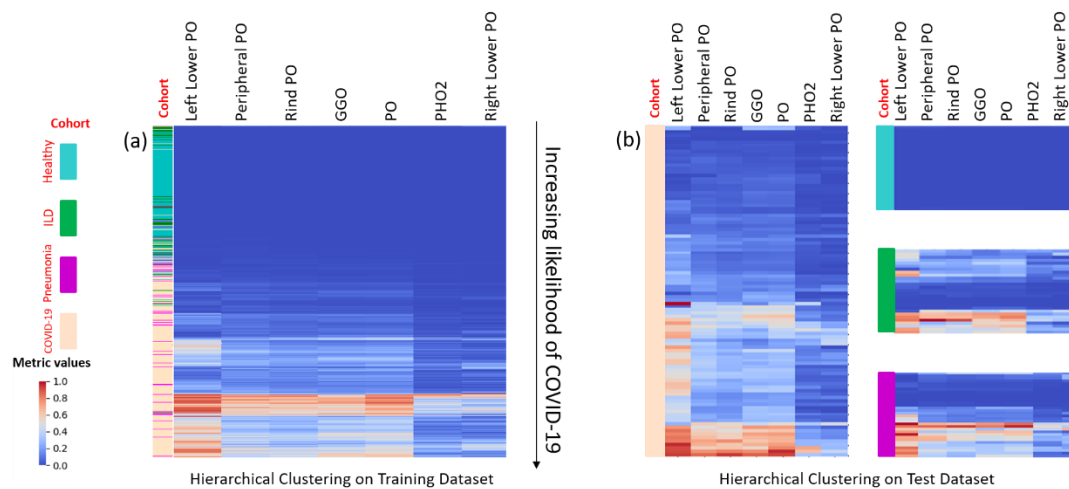 Cohort
Healthy
ILD
Pneumonia
COVID-19
Metric values
1.0
0.8
0.6
0.4
0.2
0.0
(a)
Cohort
Left Lower PO
Peripheral PO
Rind PO
GGO
PO
PHO2
Right Lower PO
Increasing likelihood of COVID-19
Hierarchical Clustering on Training Dataset
(b)
Cohort
Left Lower PO
Peripheral PO
Rind PO
GGO
PO
PHO2
Right Lower PO
Cohort
Left Lower PO
Peripheral PO
Rind PO
GGO
PO
PHO2
Right Lower PO
Hierarchical Clustering on Test Dataset